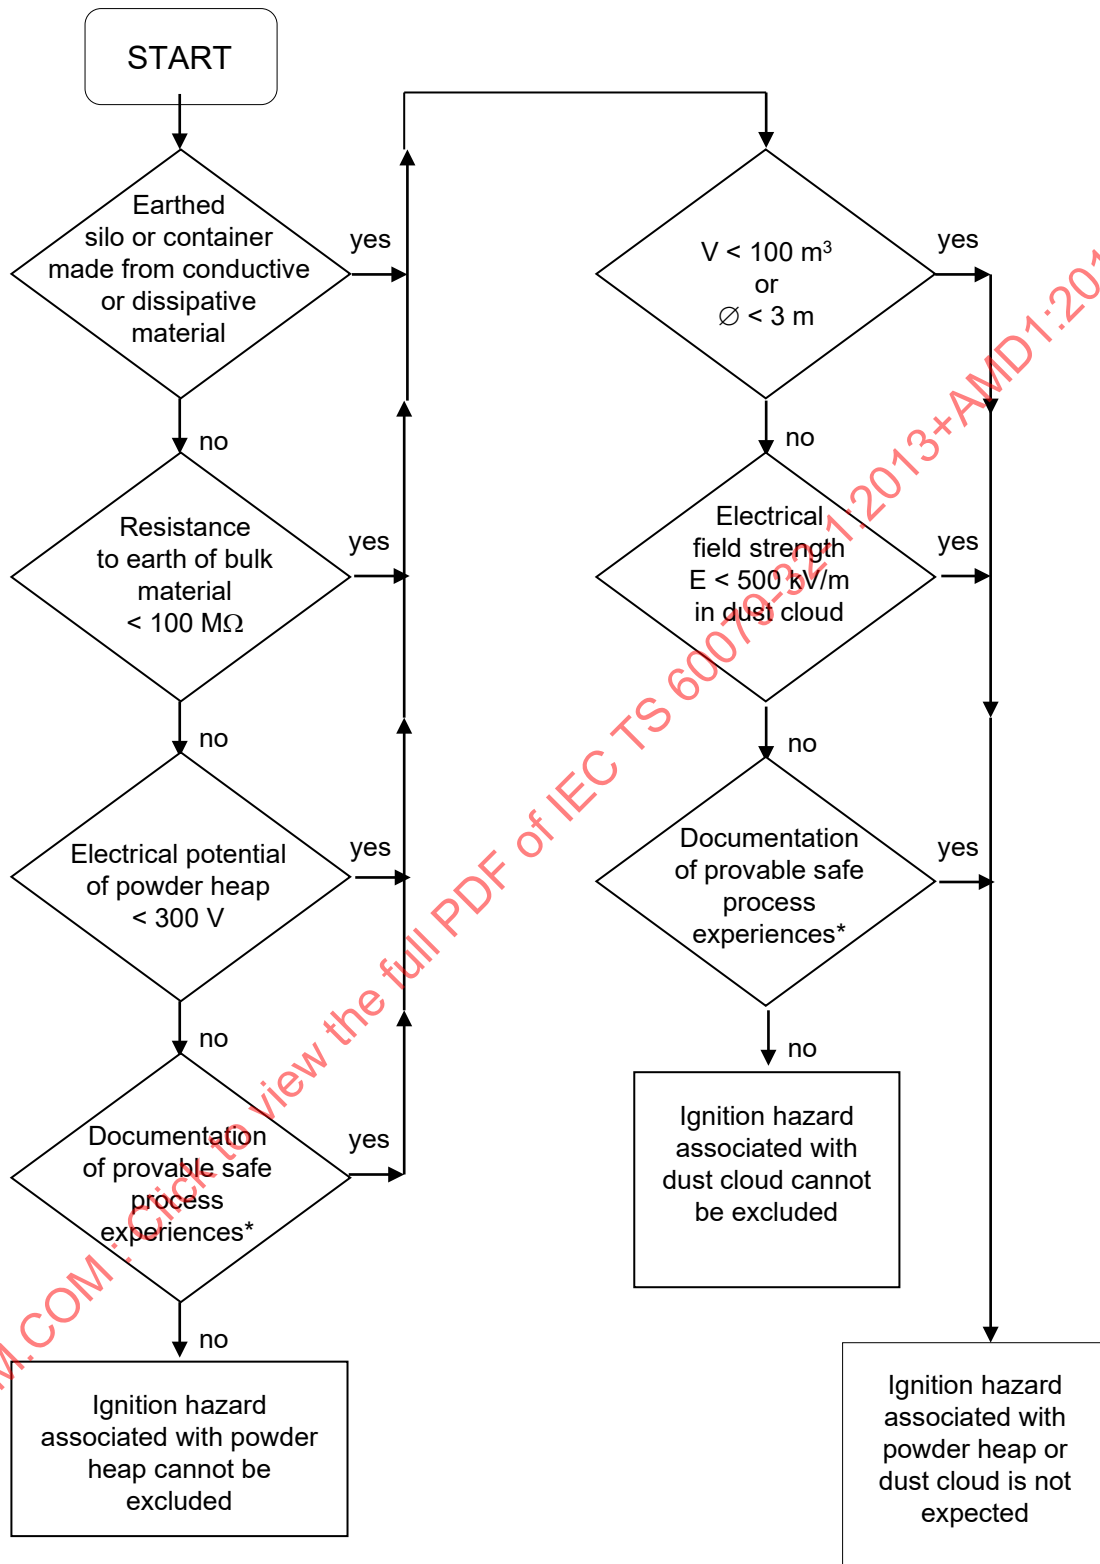 START
Earthed
silo or container
made from conductive
or dissipative
material
yes
no
Resistance
to earth of bulk
material
< 100 MΩ
yes
no
Electrical potential
of powder heap
< 300 V
yes
no
Documentation
of provable safe
process
experiences*
yes
no
Ignition hazard
associated with powder
heap cannot be
excluded
V < 100 m³
or
∅ < 3 m
yes
no
Electrical
field strength
E < 500 kV/m
in dust cloud
yes
no
Documentation
of provable safe
process
experiences*
yes
no
Ignition hazard
associated with
dust cloud cannot
be excluded
Ignition hazard
associated with
powder heap or
dust cloud is not
expected
M.COM : Click to view the full PDF of IEC TS 60079-32-1:2013+AMD1:201